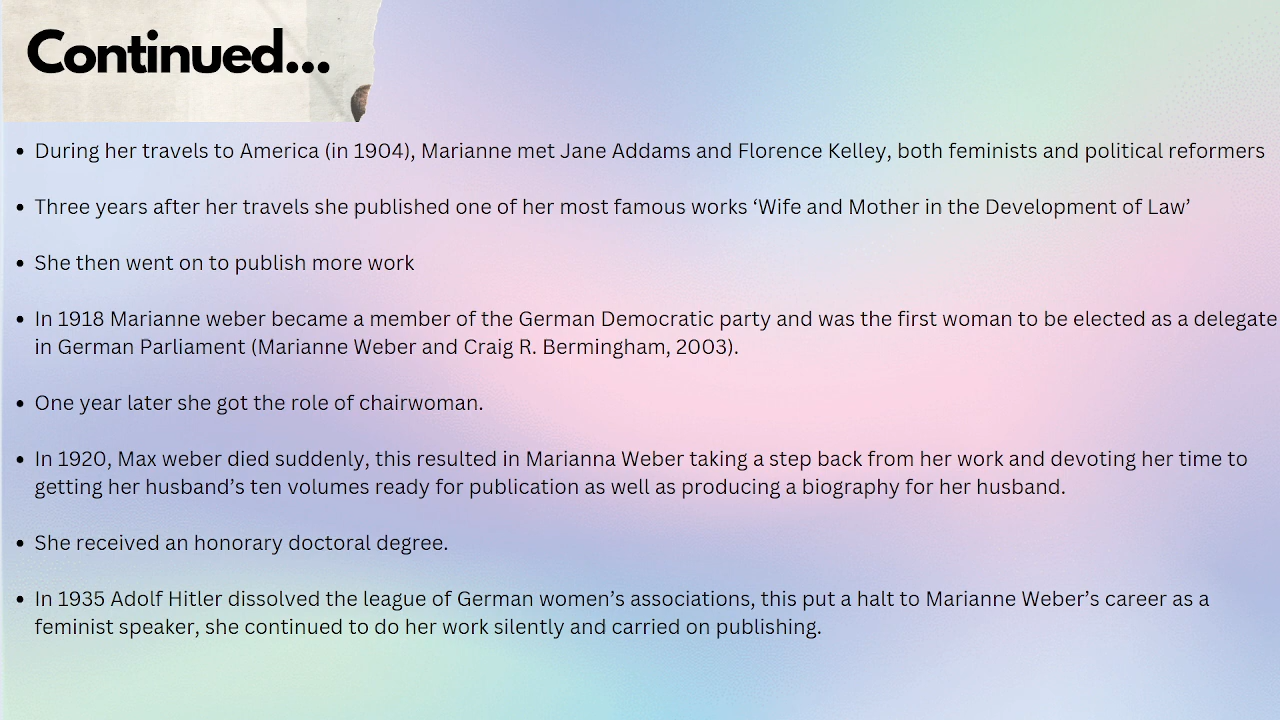 Continued...
• During her travels to America (in 1904), Marianne met Jane Addams and Florence Kelley, both feminists and political reformers
• Three years after her travels she published one of her most famous works ‘Wife and Mother in the Development of Law’
• She then went on to publish more work
• In 1918 Marianne weber became a member of the German Democratic party and was the first woman to be elected as a delegate
in German Parliament (Marianne Weber and Craig R. Bermingham, 2003).
• One year later she got the role of chairwoman.
• In 1920, Max weber died suddenly, this resulted in Marianna Weber taking a step back from her work and devoting her time to
getting her husband’s ten volumes ready for publication as well as producing a biography for her husband.
• She received an honorary doctoral degree.
• In 1935 Adolf Hitler dissolved the league of German women’s associations, this put a halt to Marianne Weber’s career as a
feminist speaker, she continued to do her work silently and carried on publishing.